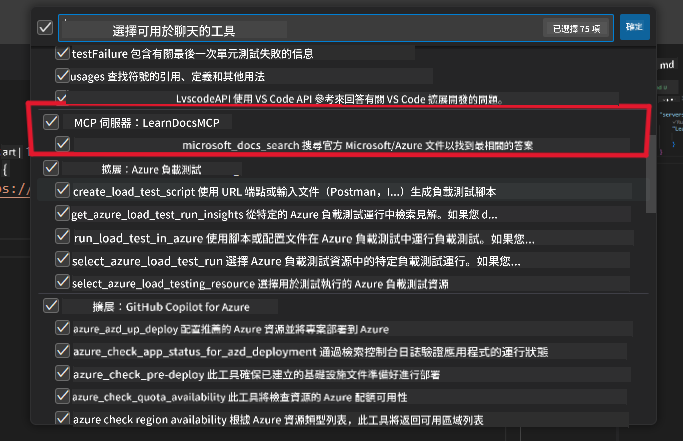 選擇可用於聊天的工具
已選擇 75 項
確定
testFailure 包含有關最後一次單元測試失敗的信息
usages 查找符號的引用、定義和其他用法
LvscodeAPI 使用 VS Code API 參考來回答有關 VS Code 擴展開發的問題。
MCP 伺服器：LearnDocsMCP
microsoft_docs_search 搜尋官方 Microsoft/Azure 文件以找到最相關的答案
擴展：Azure 負載測試
create_load_test_script 使用 URL 端點或輸入文件（Postman，I...）生成負載測試腳本
get_azure_load_test_run_insights 從特定的 Azure 負載測試運行中檢索見解。如果您 d...
run_load_test_in_azure 使用腳本或配置文件在 Azure 負載測試中運行負載測試。如果您...
select_azure_load_test_run 選擇 Azure 負載測試資源中的特定負載測試運行。如果您...
select_azure_load_testing_resource 選擇用於測試執行的 Azure 負載測試資源
擴展：GitHub Copilot for Azure
azure_azd_up_deploy 配置推薦的 Azure 資源並將專案部署到 Azure
azure_check_app_status_for_azd_deployment 通過檢索控制台日誌驗證應用程式的運行狀態
azure_check_pre-deploy 此工具確保已建立的基礎設施文件準備好進行部署
azure_check_quota_availability 此工具將檢查資源的 Azure 配額可用性
azure check region availability 根據 Azure 資源類型列表，此工具將返回可用區域列表
art|
{
s://
md
"servers